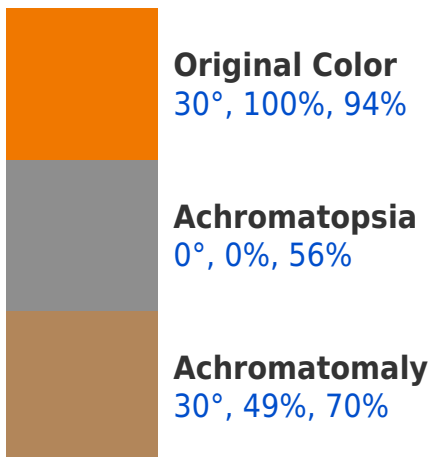 Original Color
30°, 100%, 94%
Achromatopsia
0°, 0%, 56%
Achromatomaly
30°, 49%, 70%